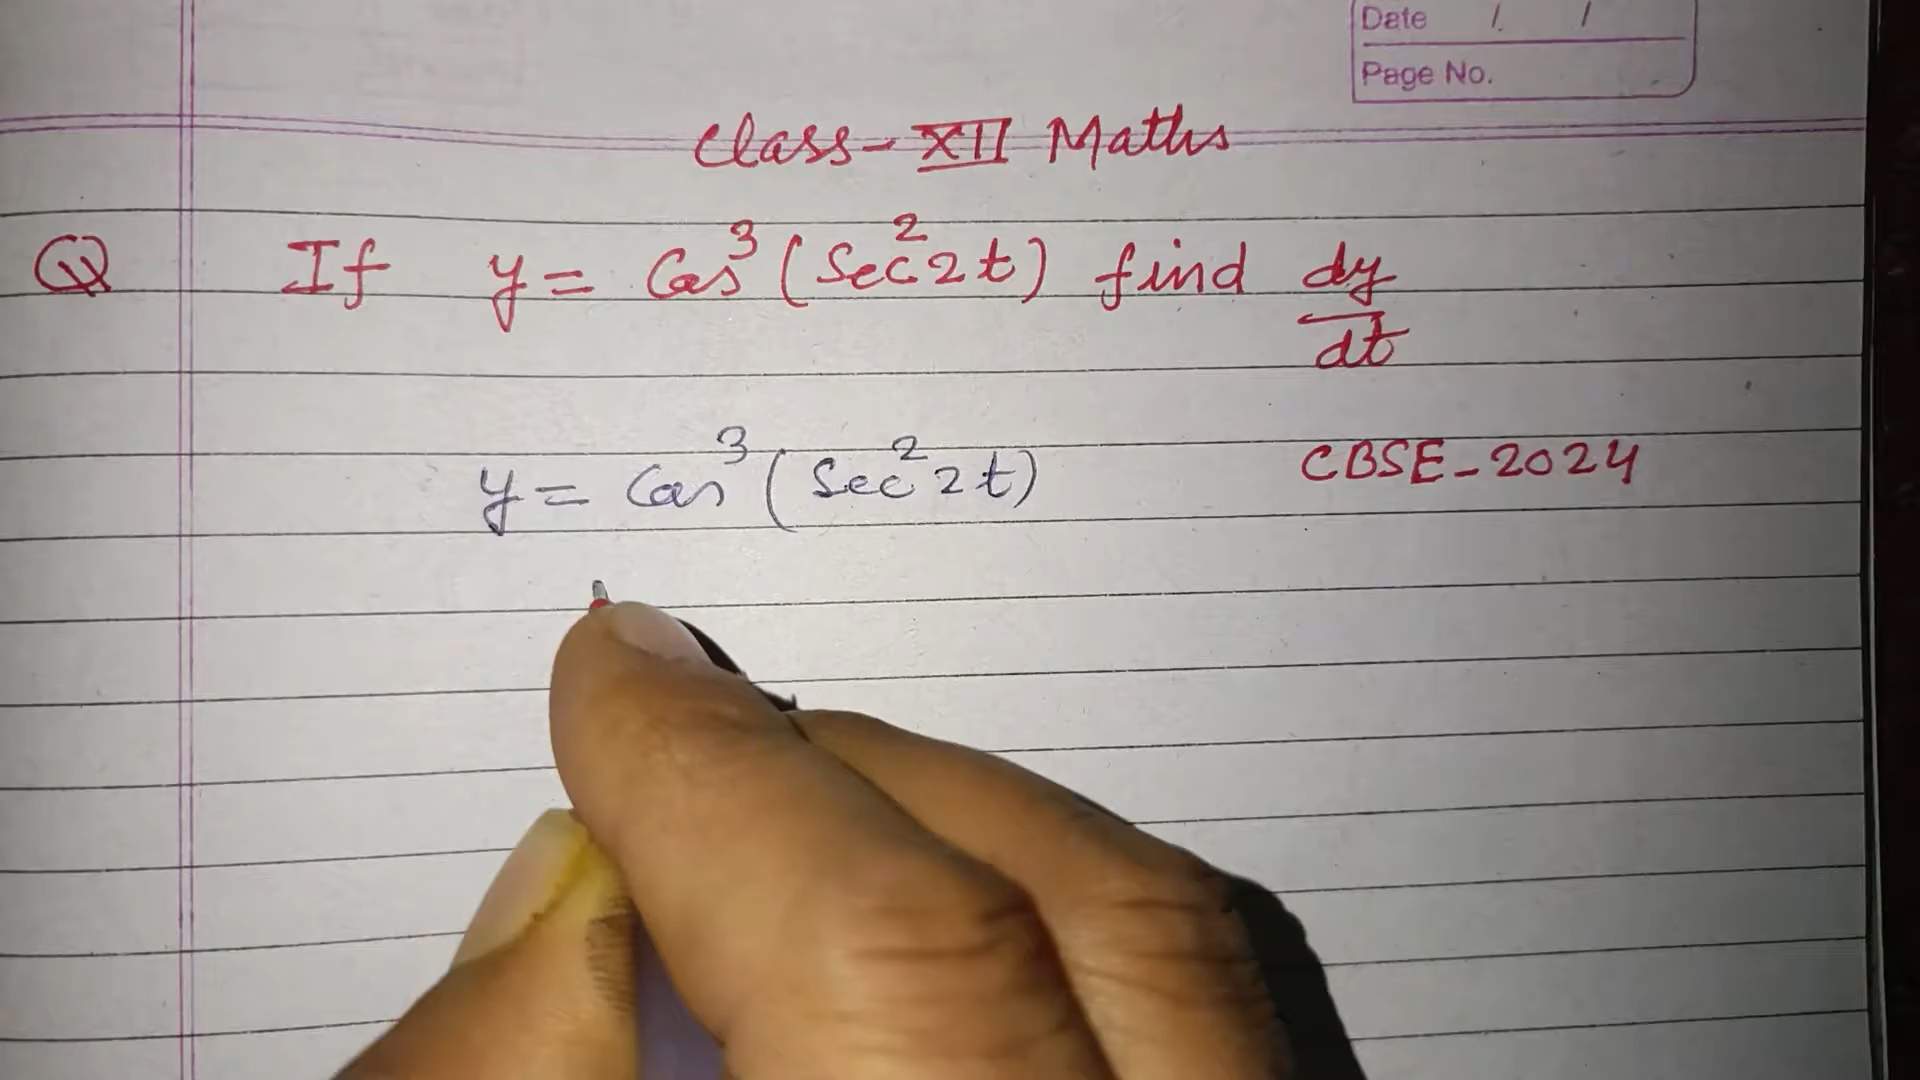 Date / /
Page No.
Class-XII Maths
Q If y = Cos³ (Sec²2t) find dy/dt
y = Cos³ (Sec²2t)
CBSE-2024